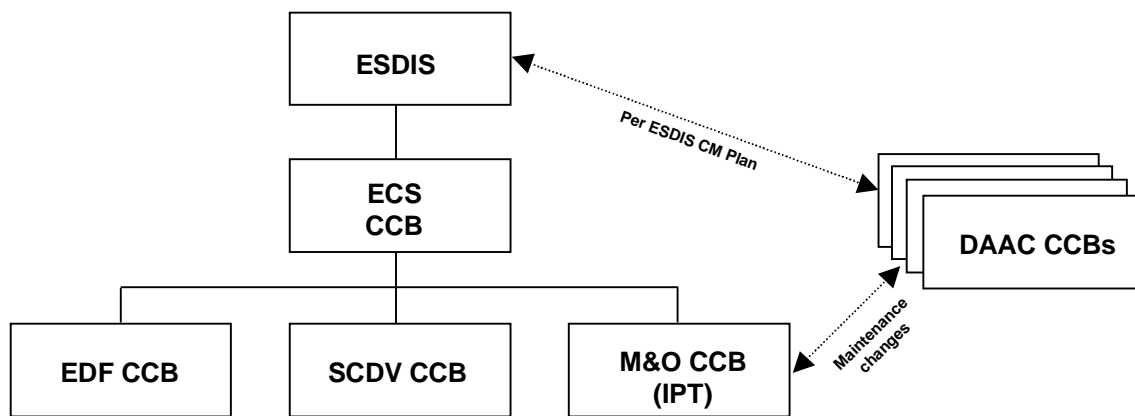 ESDIS
Per ESDIS CM Plan
ECS
CCB
DAAC CCBs
Maintenance
changes
EDF CCB
SCDV CCB
M&O CCB
(IPT)